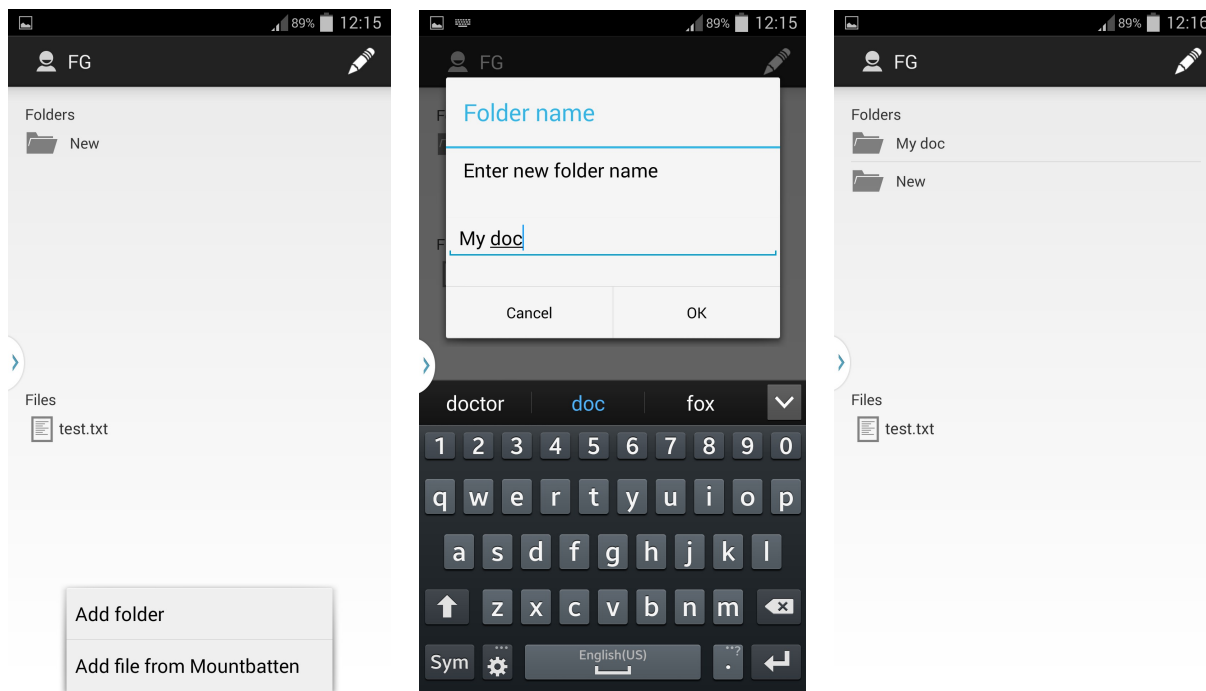 89% 12:15
FG
Folders
New
Files
test.txt
Add folder
Add file from Mountbatten
89% 12:15
FG
F
Folder name
Enter new folder name
My doc
F
Cancel
OK
doctor doc fox
1 2 3 4 5 6 7 8 9 0
q w e r t y u i o p
a s d f g h j k l
z x c v b n m
Sym English(US) ...? .
89% 12:16
FG
Folders
My doc
New
Files
test.txt